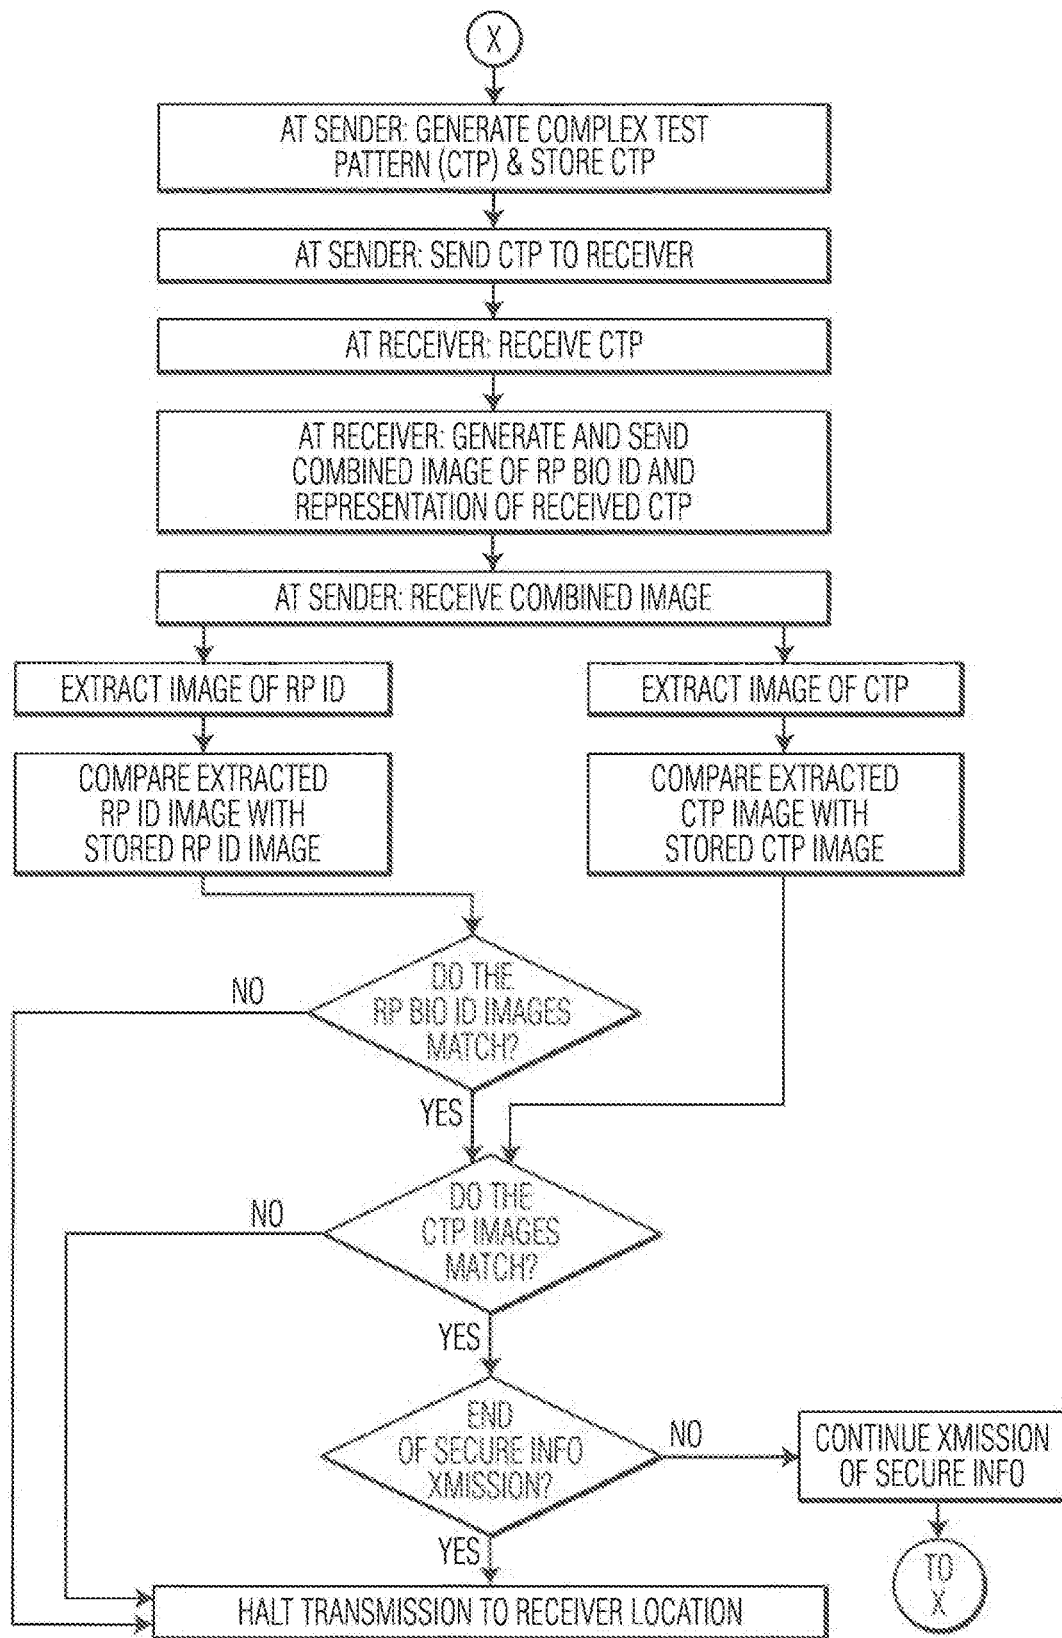 X
AT SENDER: GENERATE COMPLEX TEST
PATTERN (CTP) & STORE CTP
AT SENDER: SEND CTP TO RECEIVER
AT RECEIVER: RECEIVE CTP
AT RECEIVER: GENERATE AND SEND
COMBINED IMAGE OF RP BIO ID AND
REPRESENTATION OF RECEIVED CTP
AT SENDER: RECEIVE COMBINED IMAGE
EXTRACT IMAGE OF RP ID
EXTRACT IMAGE OF CTP
COMPARE EXTRACTED
RP ID IMAGE WITH
STORED RP ID IMAGE
COMPARE EXTRACTED
CTP IMAGE WITH
STORED CTP IMAGE
DO THE
RP BIO ID IMAGES
MATCH?
NO
YES
DO THE
CTP IMAGES
MATCH?
NO
YES
END
OF SECURE INFO
XMISSION?
NO
CONTINUE XMISSION
OF SECURE INFO
YES
TO
X
HALT TRANSMISSION TO RECEIVER LOCATION